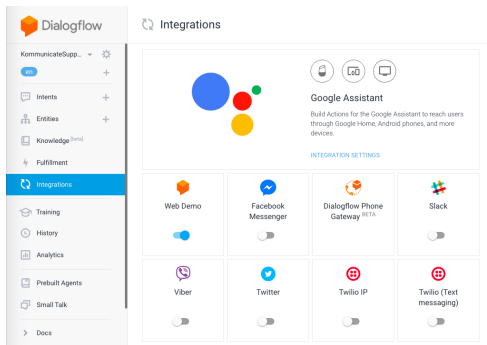 Dialogflow
Integrations
KommunicateSupp...
en
Intents
Entities
Knowledge [beta]
Fulfillment
Integrations
Training
History
Analytics
Prebuilt Agents
Small Talk
Docs
Google Assistant
Build Actions for the Google Assistant to reach users
through Google Home, Android phones, and more
devices.
INTEGRATION SETTINGS
Web Demo
Facebook
Messenger
Dialogflow Phone
Gateway BETA
Slack
Viber
Twitter
Twilio IP
Twilio (Text
messaging)